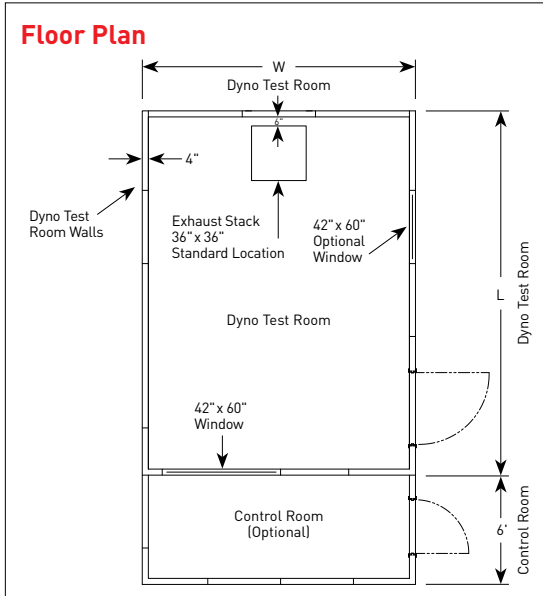 Floor Plan
W
Dyno Test Room
6"
4"
Dyno Test
Room Walls
Exhaust Stack
36" x 36"
Standard Location
42" x 60"
Optional
Window
L
Dyno Test Room
Dyno Test Room
42" x 60"
Window
Control Room
(Optional)
6'
Control Room